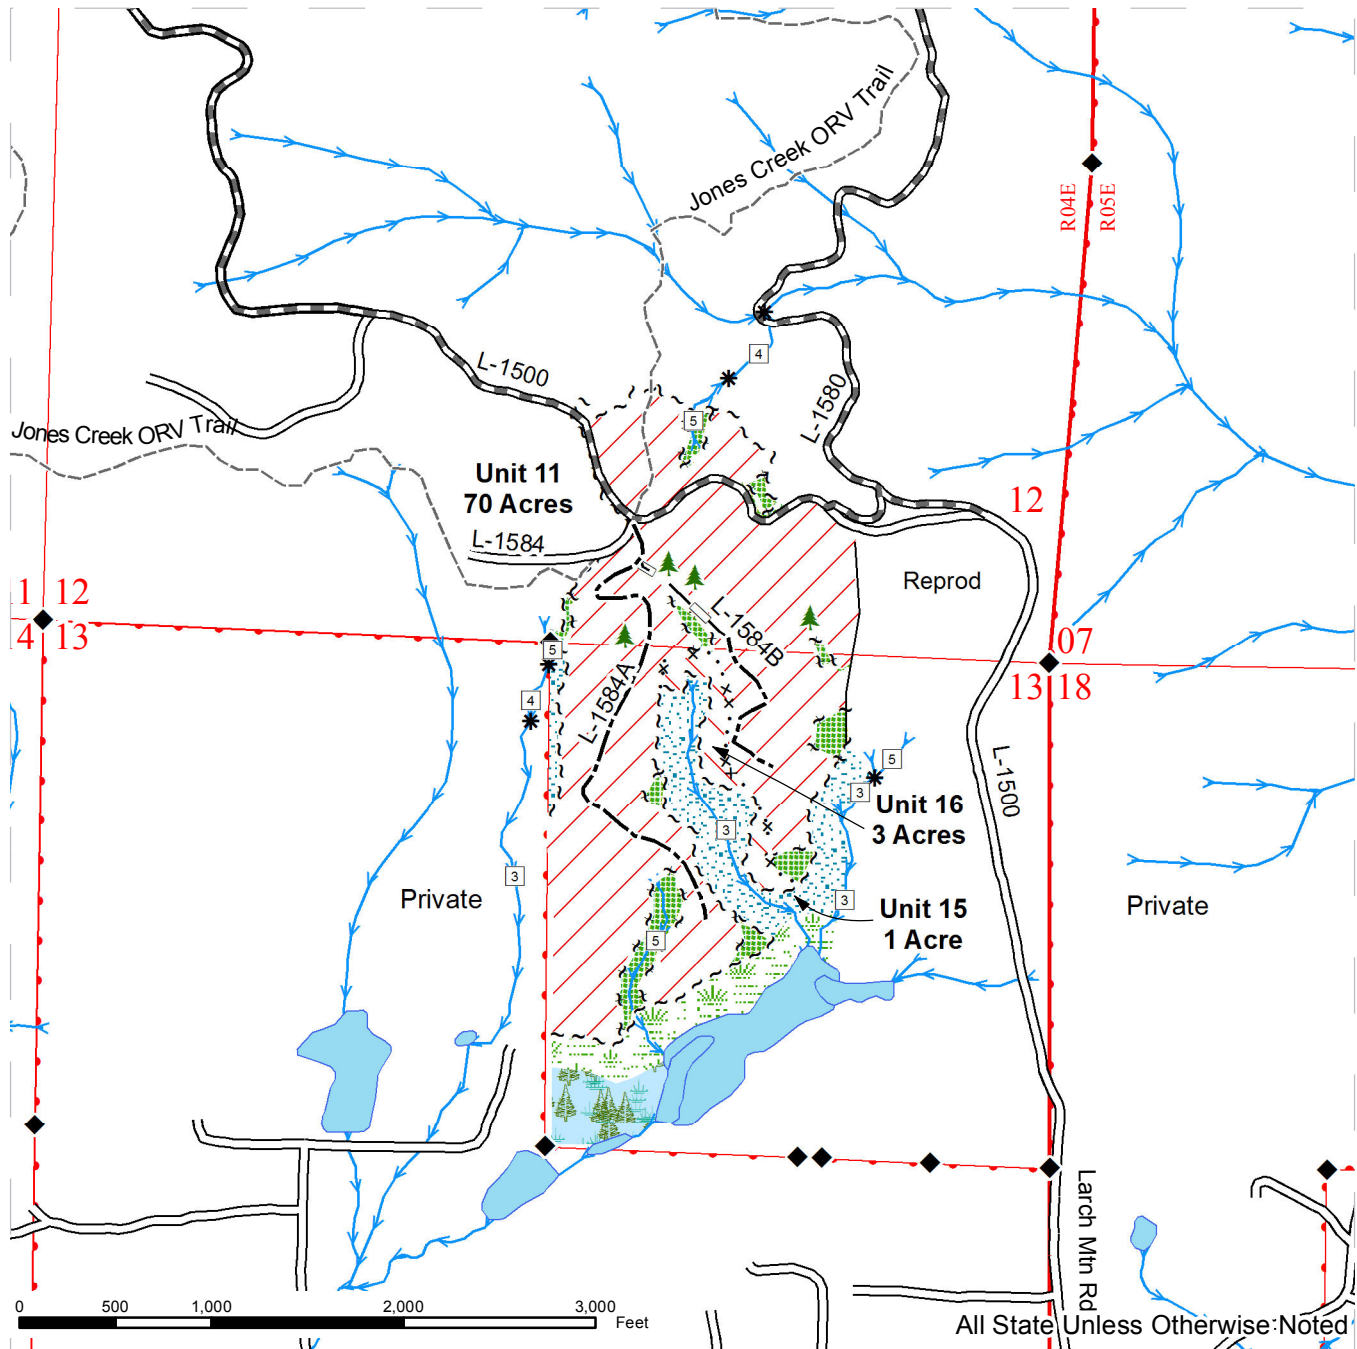 Jones Creek ORV Trail
R04E
R05E
4
L-1500
L-1580
5
Jones Creek ORV Trail
Unit 11
70 Acres
12
L-1584
Reprod
1 12
4 13
07
13 18
5
L-1584B
L-1584A
4
5
3
Unit 16
3 Acres
L-1500
3
3
Private
3
Unit 15
1 Acre
Private
5
Larch Mtn Rd
0 500 1,000 2,000 3,000
Feet
All State Unless Otherwise Noted